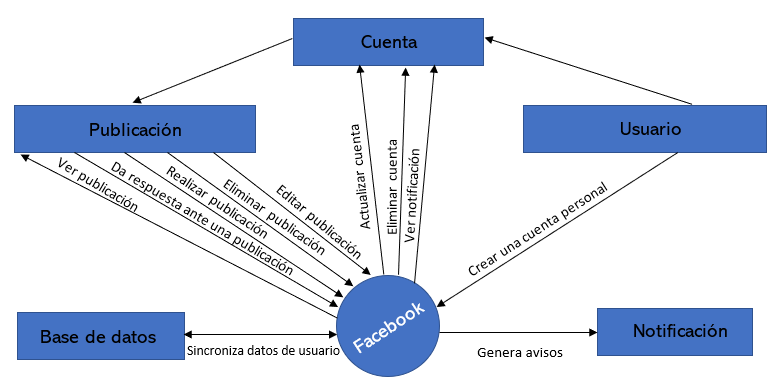 Cuenta
Publicación
Usuario
Ver publicación
Da respuesta ante una publicación
Realizar publicación
Eliminar publicación
Editar publicación
Actualizar cuenta
Eliminar cuenta
Ver notificación
Crear una cuenta personal
Base de datos
Sincroniza datos de usuario
Facebook
Genera avisos
Notificación